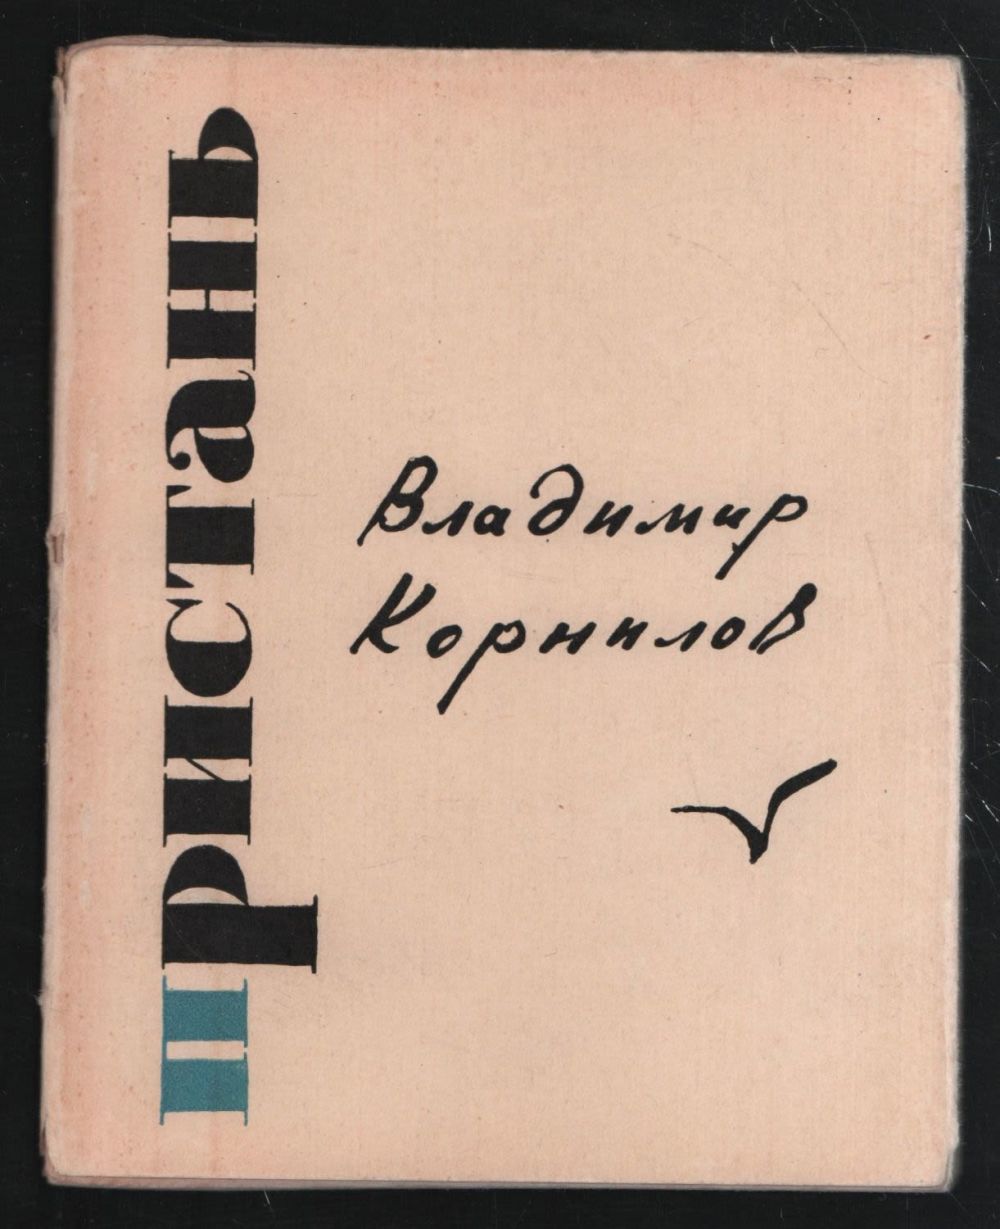 пристань
Владимир
Корнилов